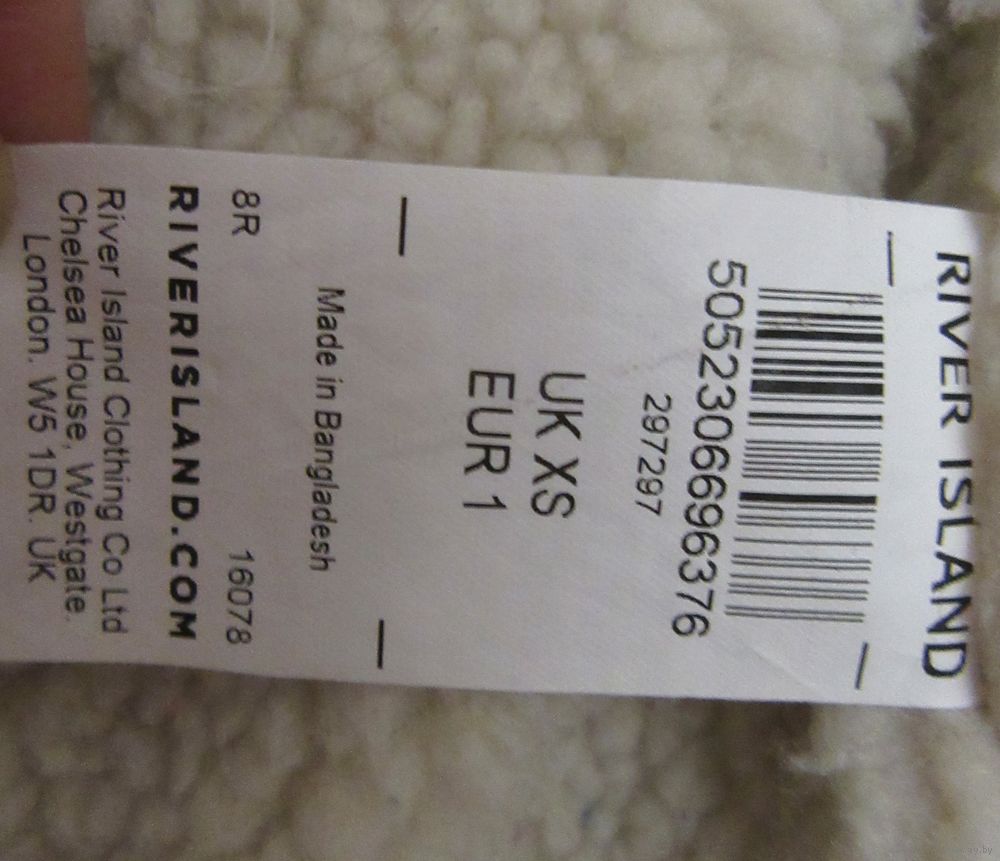 RIVER ISLAND
5052306696376
297297
UK XS
EUR 1
Made in Bangladesh
8R 16078
RIVERISLAND.COM
River Island Clothing Co Ltd
Chelsea House, Westgate.
London. W5 1DR. UK